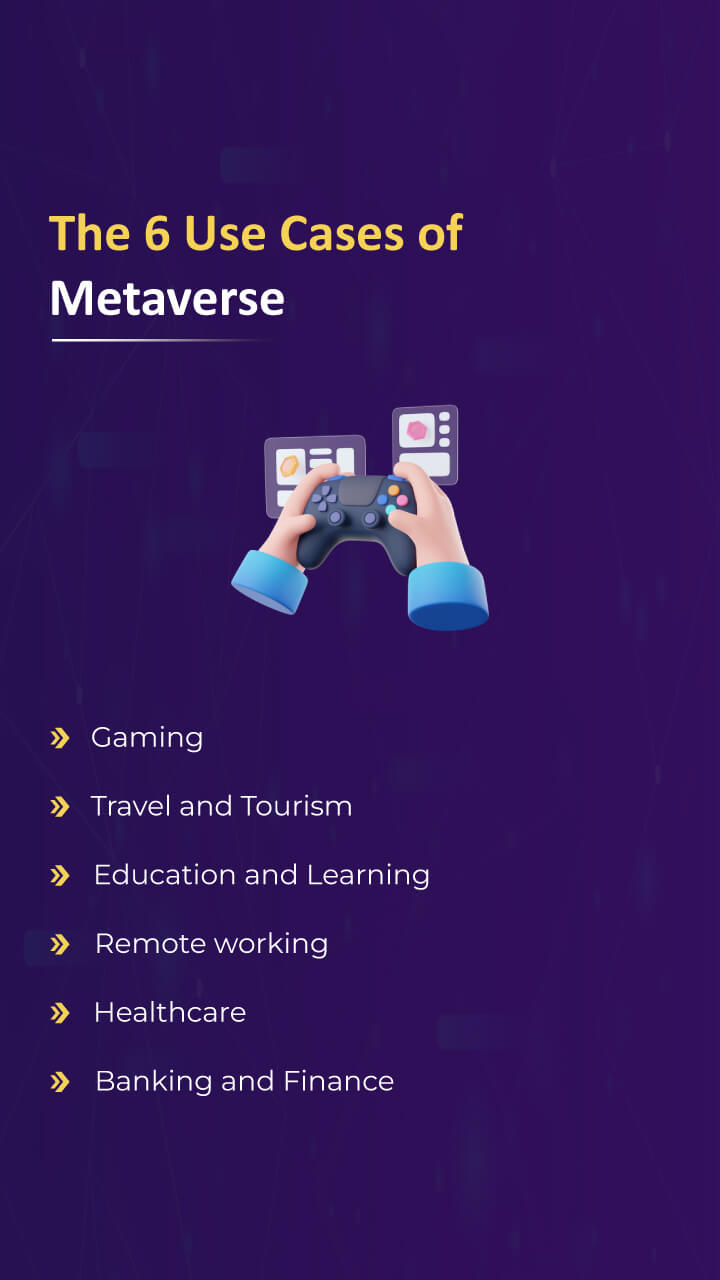 The 6 Use Cases of
Metaverse
Gaming
Travel and Tourism
Education and Learning
Remote working
Healthcare
Banking and Finance